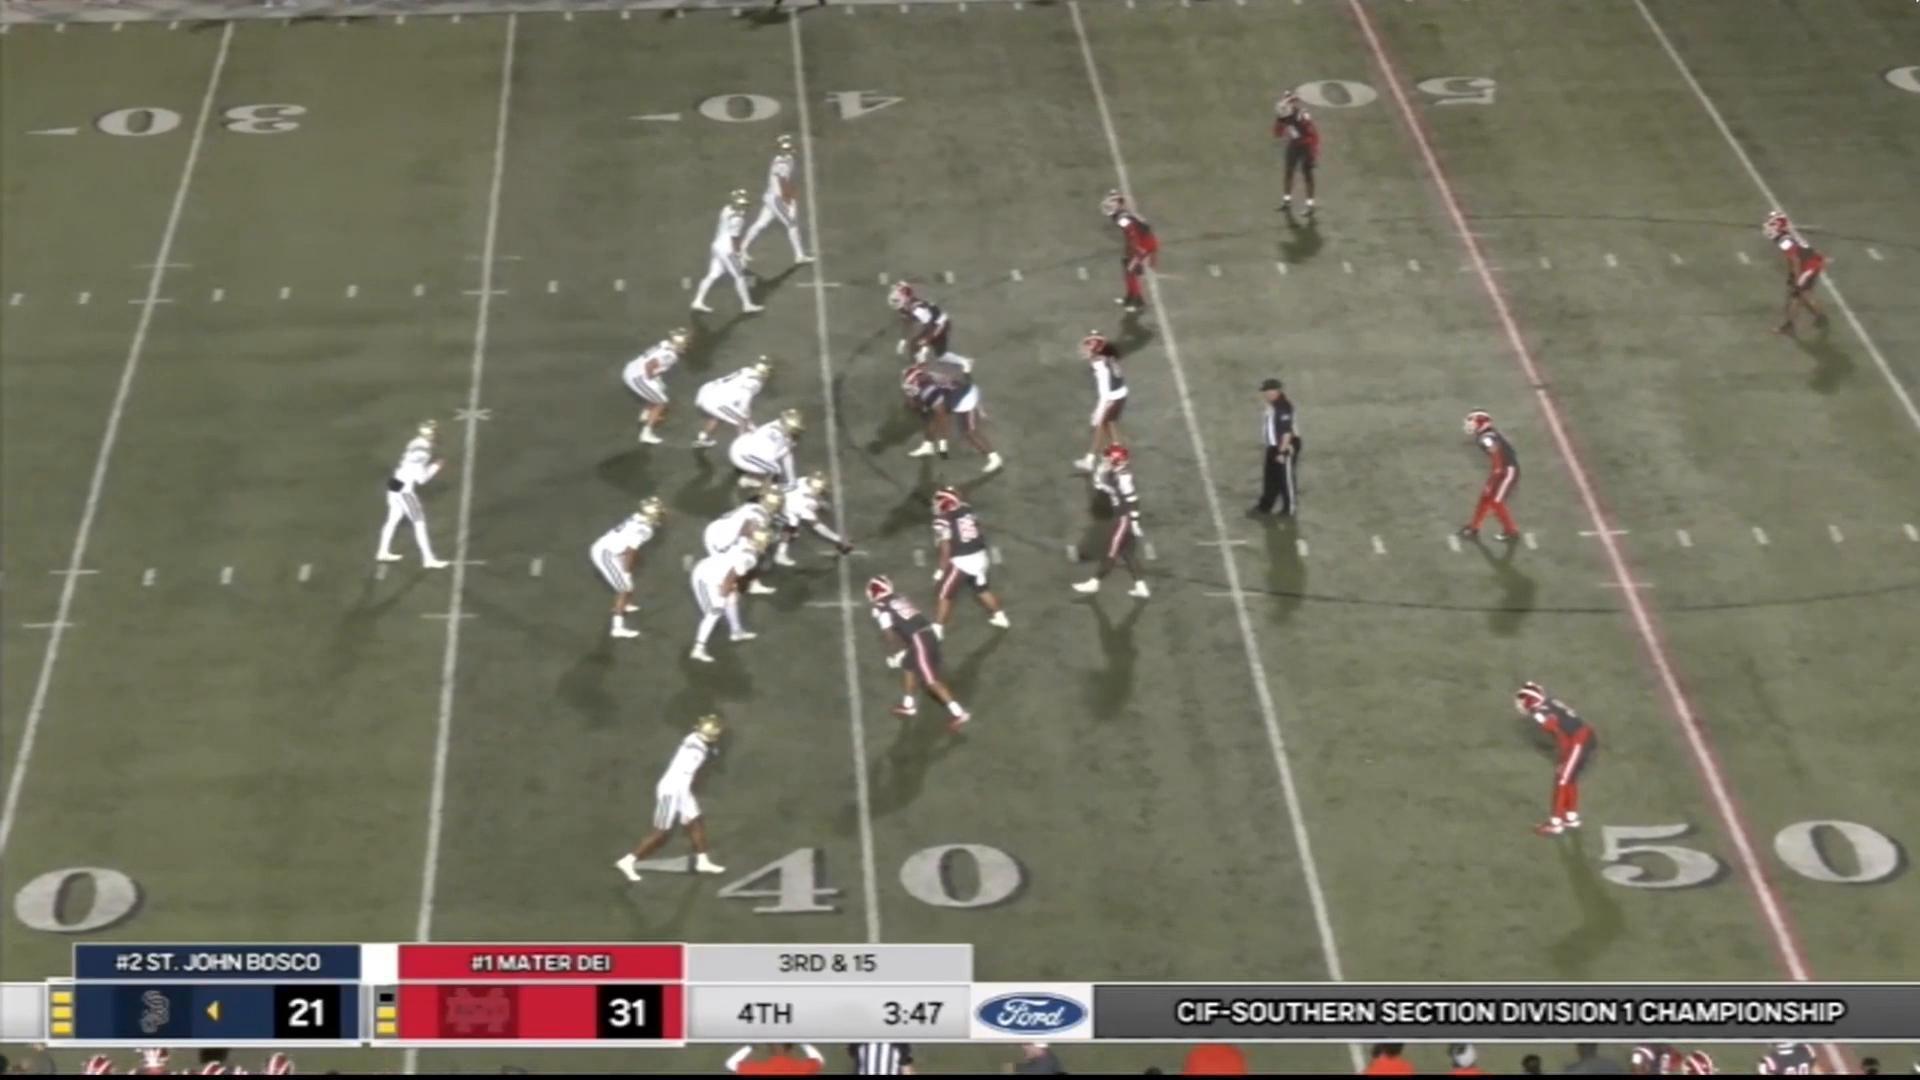 30
40
50
0
40
50
#2 ST. JOHN BOSCO
#1 MATER DEI
3RD & 15
21
31
4TH
3:47
Ford
CIF-SOUTHERN SECTION DIVISION 1 CHAMPIONSHIP